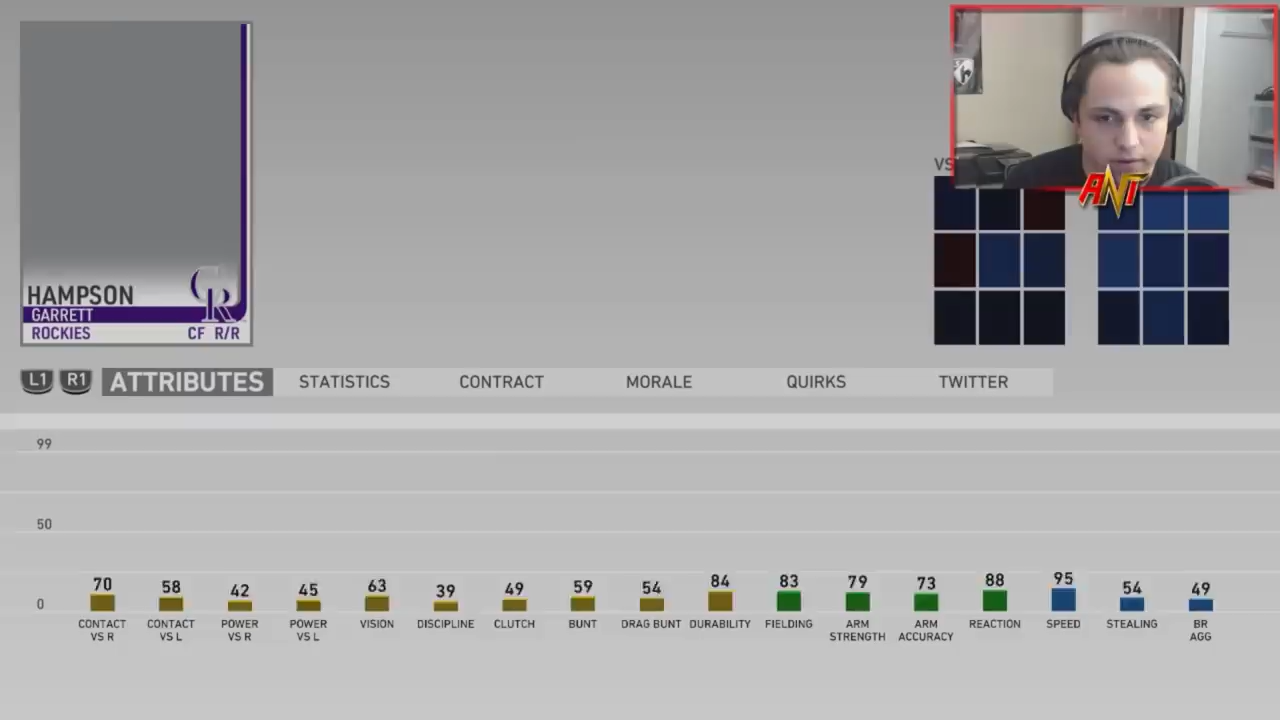 HAMPSON
GARRETT
ROCKIES CF R/R
CR
VS
ANT
L1 R1 ATTRIBUTES STATISTICS CONTRACT MORALE QUIRKS TWITTER
99
50
0
70 58 42 45 63 39 49 59 54 84 83 79 73 88 95 54 49
CONTACT VS R
CONTACT VS L
POWER VS R
POWER VS L
VISION
DISCIPLINE
CLUTCH
BUNT
DRAG BUNT
DURABILITY
FIELDING
ARM STRENGTH
ARM ACCURACY
REACTION
SPEED
STEALING
BR AGG